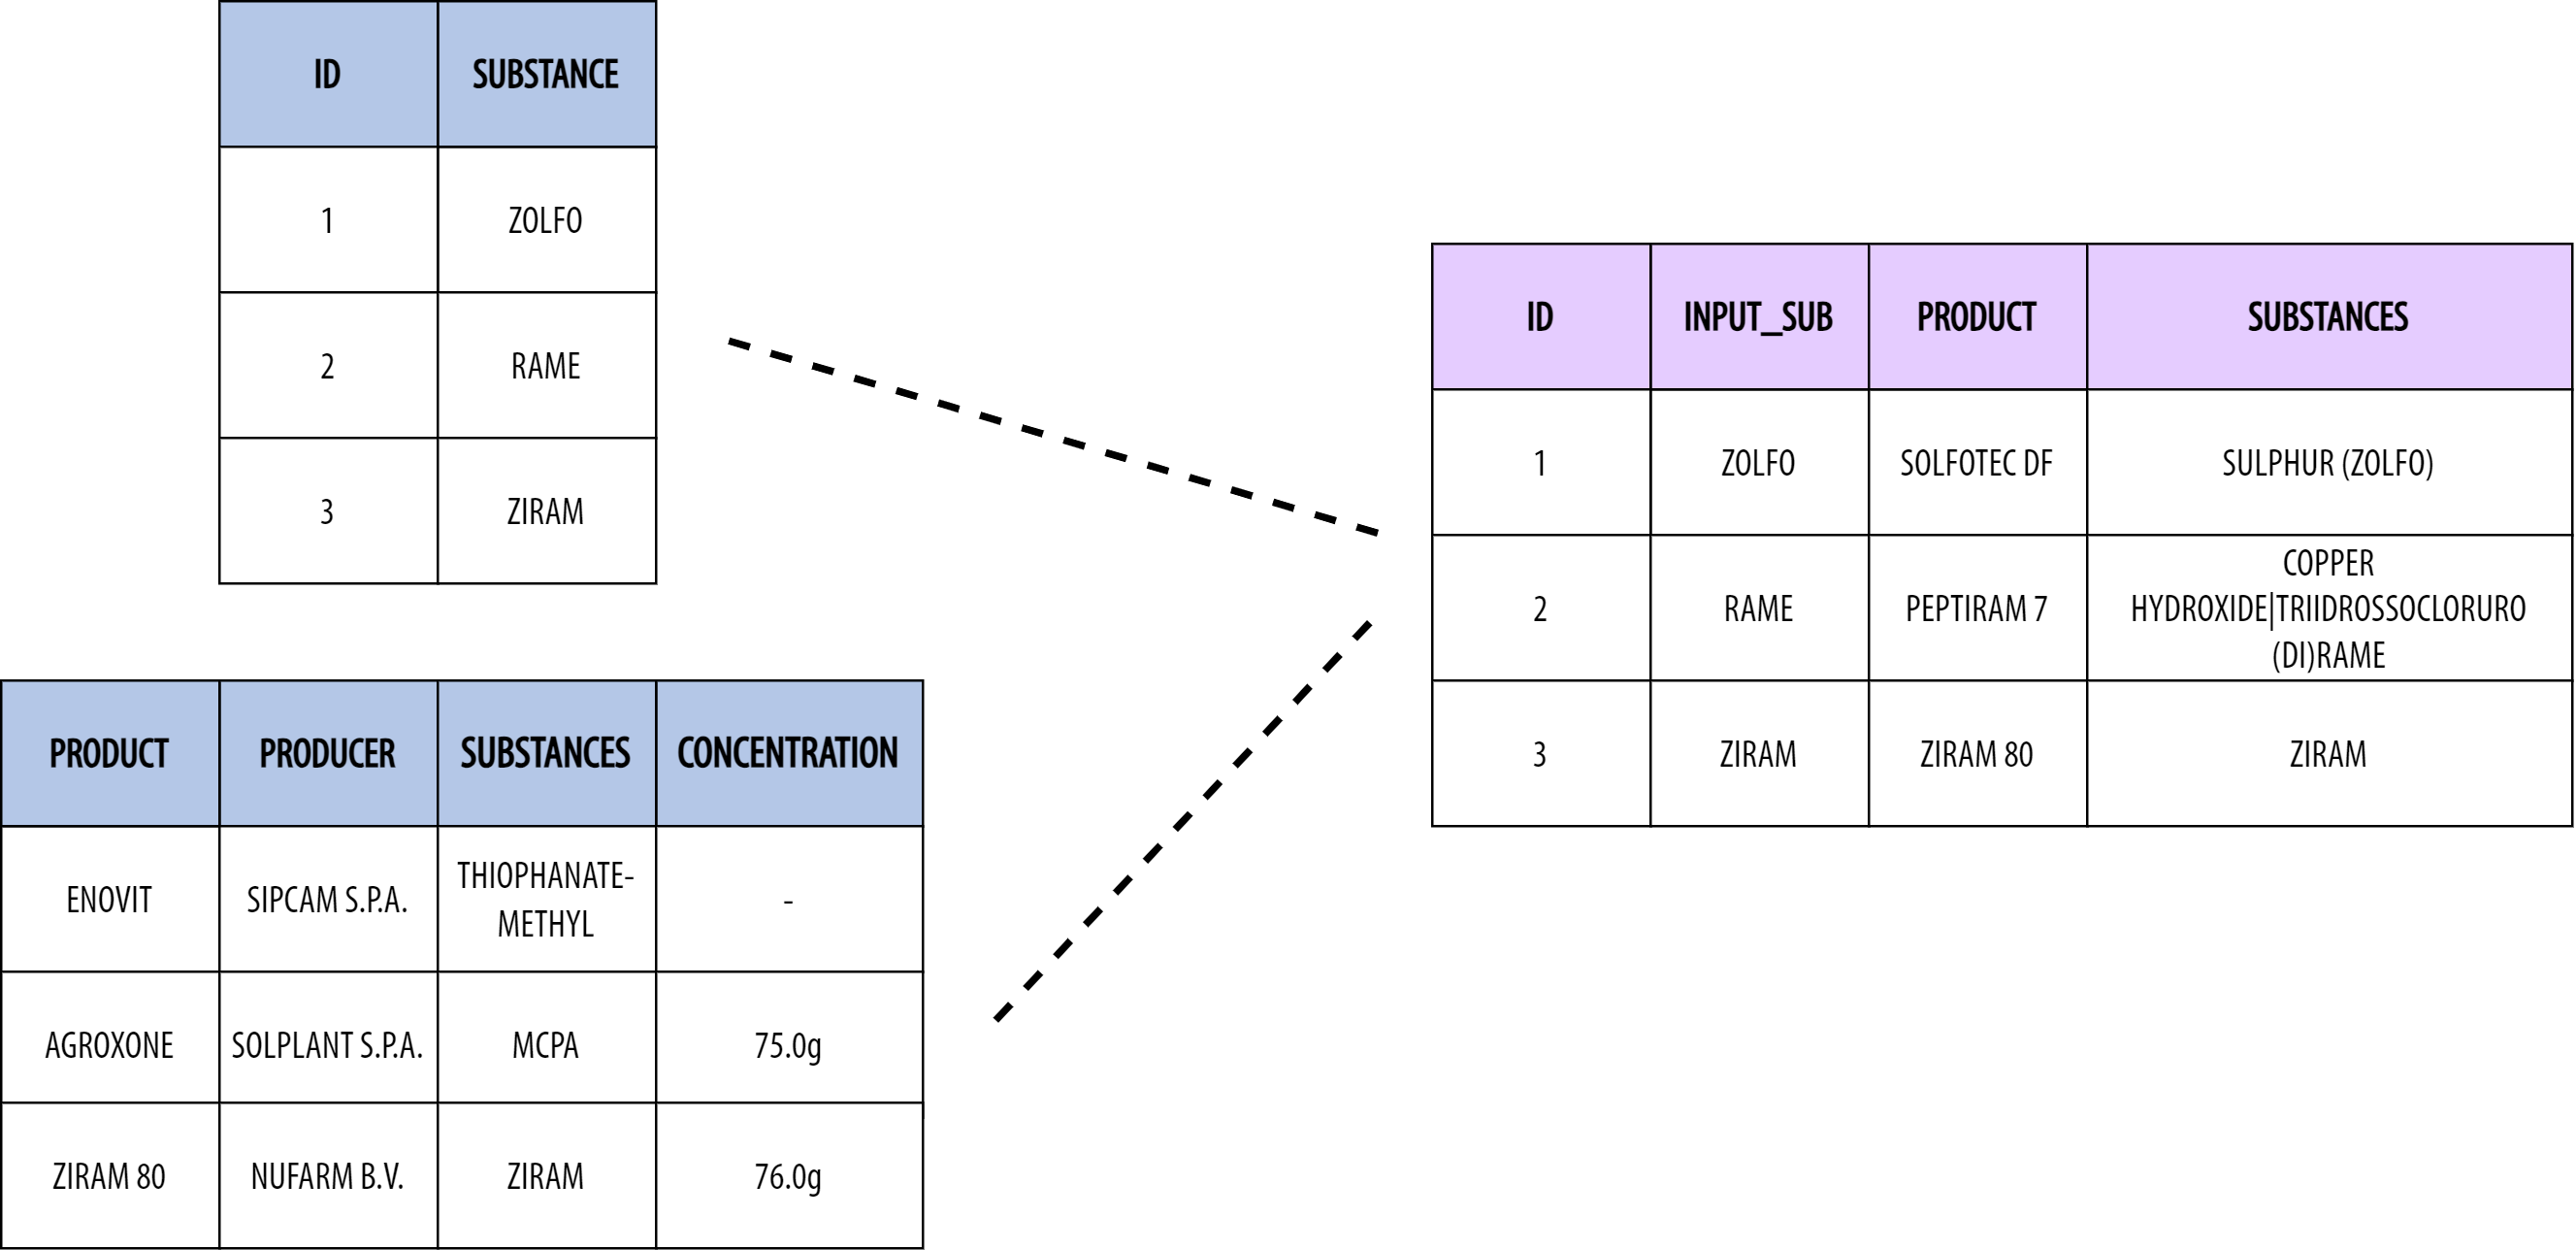 ID SUBSTANCE
1 ZOLFO
2 RAME
3 ZIRAM
PRODUCT PRODUCER SUBSTANCES CONCENTRATION
ENOVIT SIPCAM S.P.A. THIOPHANATE-
METHYL -
AGROXONE SOLPLANT S.P.A. MCPA 75.0g
ZIRAM 80 NUFARM B.V. ZIRAM 76.0g
ID INPUT_SUB PRODUCT SUBSTANCES
1 ZOLFO SOLFOTEC DF SULPHUR (ZOLFO)
2 RAME PEPTIRAM 7 COPPER
HYDROXIDE|TRIIDROSSOCLORURO
(DI)RAME
3 ZIRAM ZIRAM 80 ZIRAM